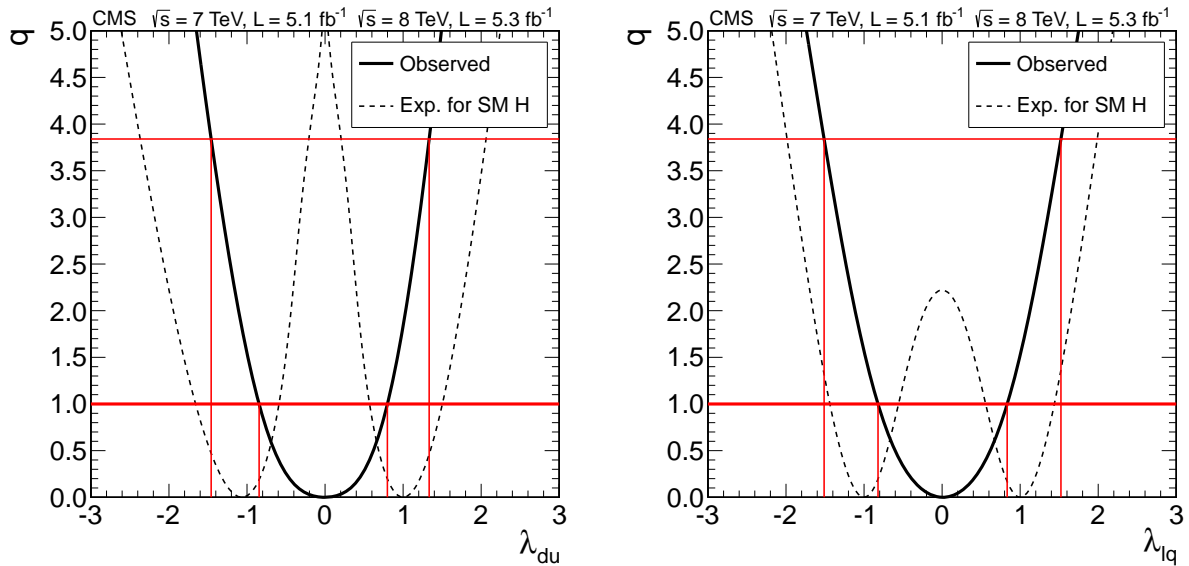 CMS √s = 7 TeV, L = 5.1 fb⁻¹ √s = 8 TeV, L = 5.3 fb⁻¹
q
5.0
4.5
4.0
3.5
3.0
2.5
2.0
1.5
1.0
0.5
0.0
Observed
Exp. for SM H
-3 -2 -1 0 1 2 3
λdu
CMS √s = 7 TeV, L = 5.1 fb⁻¹ √s = 8 TeV, L = 5.3 fb⁻¹
q
5.0
4.5
4.0
3.5
3.0
2.5
2.0
1.5
1.0
0.5
0.0
Observed
Exp. for SM H
-3 -2 -1 0 1 2 3
λlq